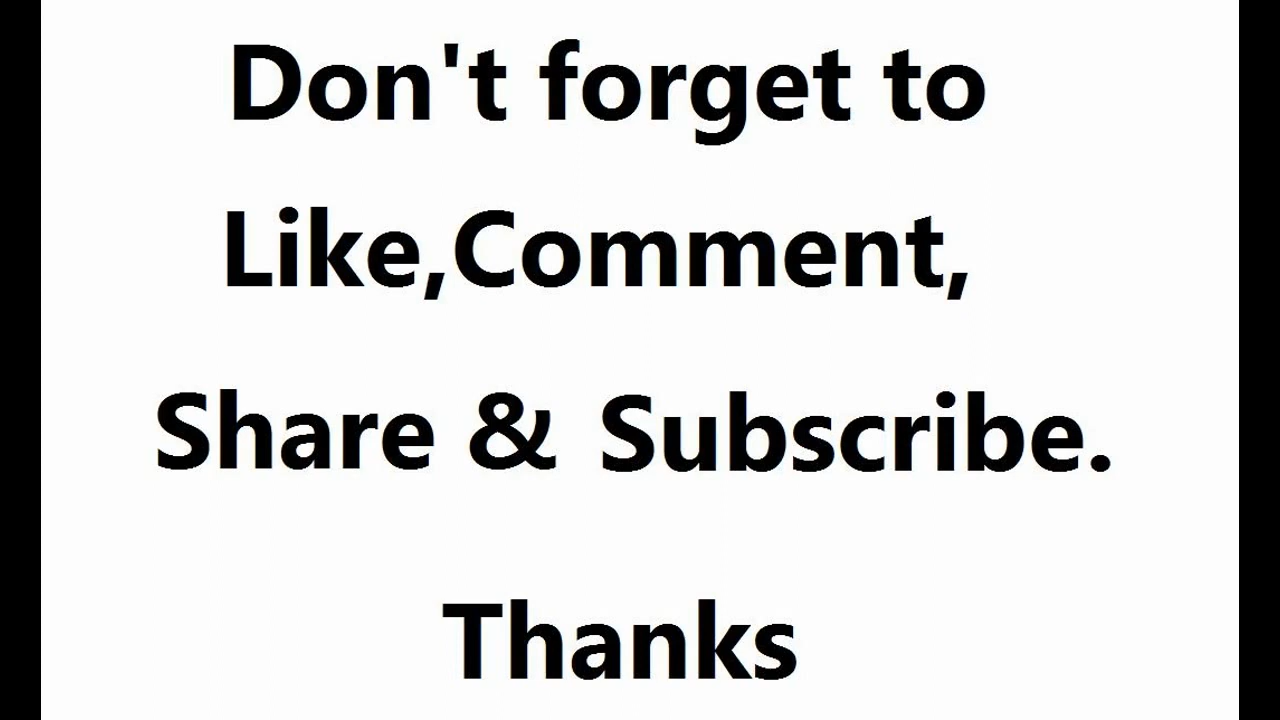 Don't forget to
Like,Comment,
Share & Subscribe.
Thanks